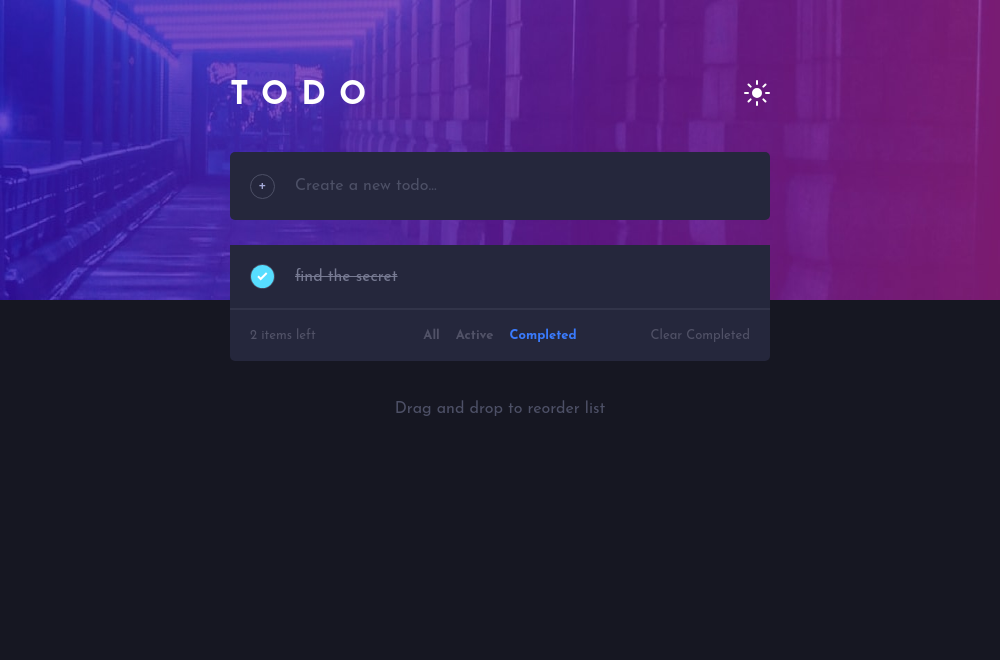 TODO
+ Create a new todo...
find the secret
2 items left All Active Completed Clear Completed
Drag and drop to reorder list